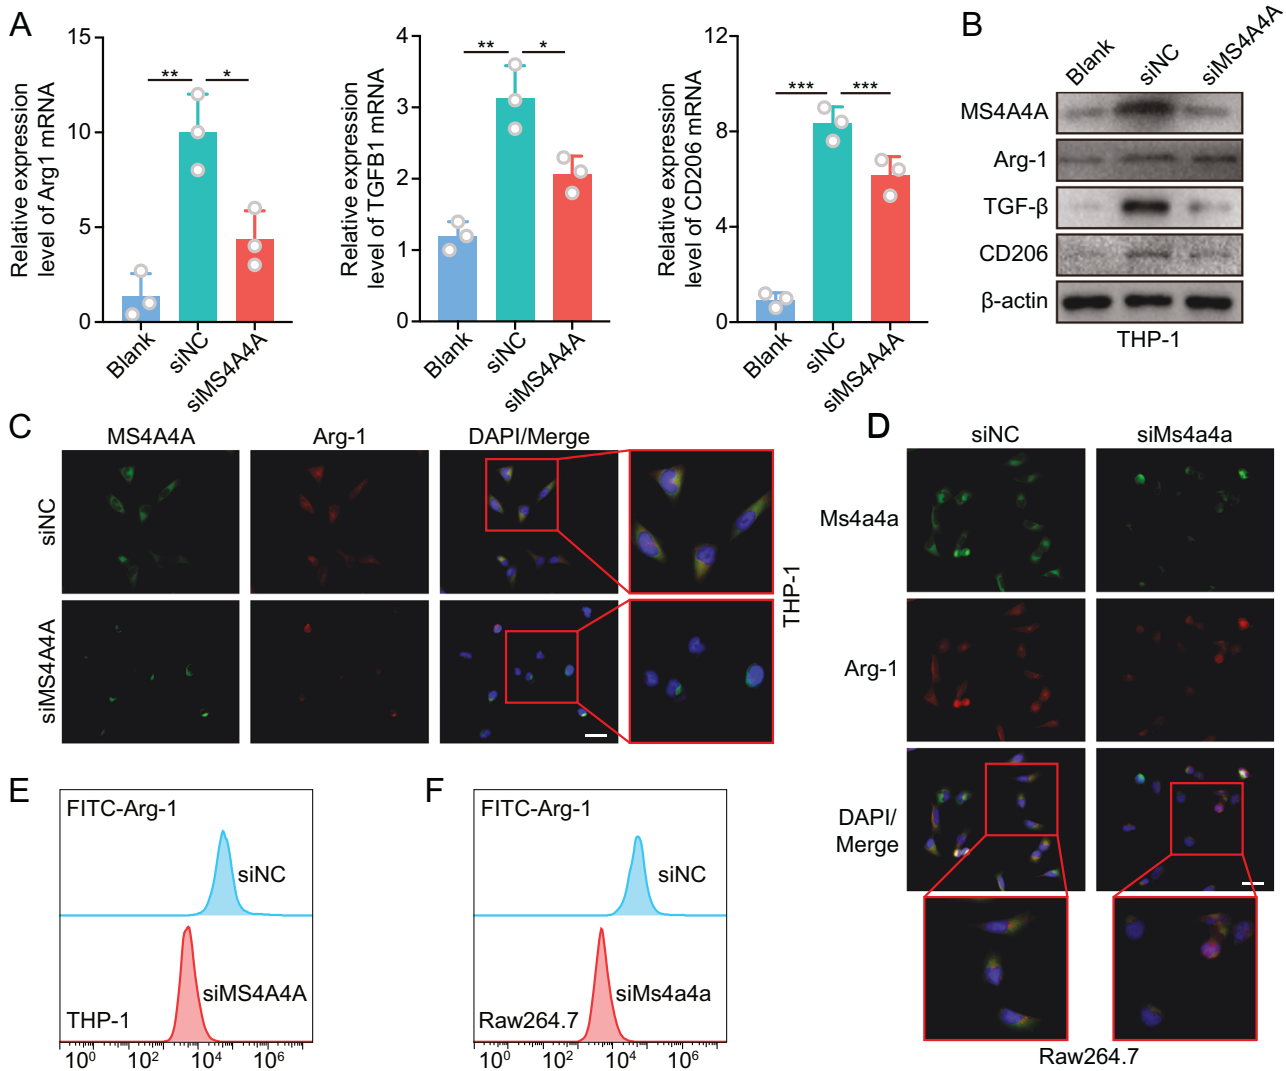 A
Relative expression
level of Arg1 mRNA
15
10
5
0
**
*
Blank
siNC
siMS4A4A
Relative expression
level of TGFB1 mRNA
4
3
2
1
0
**
*
Blank
siNC
siMS4A4A
Relative expression
level of CD206 mRNA
12
8
4
0
***
***
Blank
siNC
siMS4A4A
B
Blank
siNC
siMS4A4A
MS4A4A
Arg-1
TGF-β
CD206
β-actin
THP-1
C
MS4A4A
Arg-1
DAPI/Merge
siNC
siMS4A4A
THP-1
D
siNC
siMs4a4a
Ms4a4a
Arg-1
DAPI/
Merge
Raw264.7
E
FITC-Arg-1
siNC
siMS4A4A
THP-1
10⁰ 10² 10⁴ 10⁶
F
FITC-Arg-1
siNC
siMs4a4a
Raw264.7
10⁰ 10² 10⁴ 10⁶